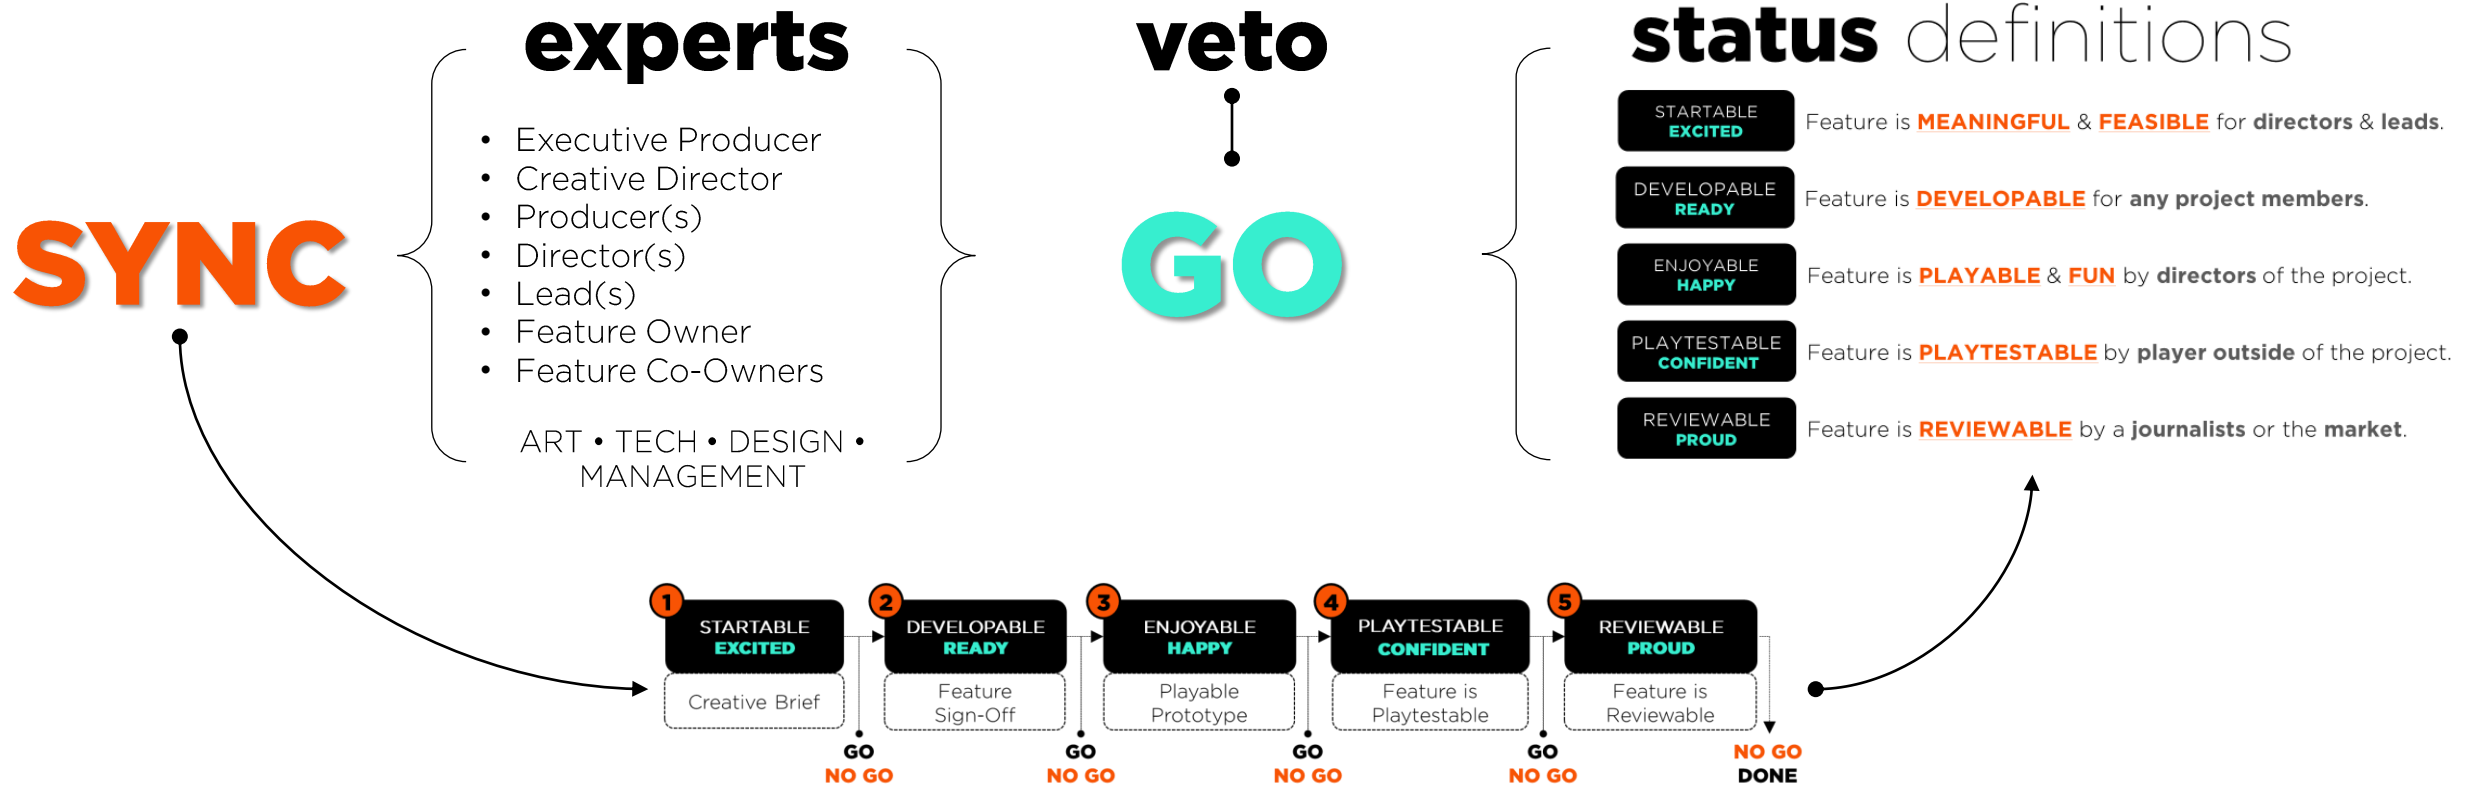 SYNC
experts
• Executive Producer
• Creative Director
• Producer(s)
• Director(s)
• Lead(s)
• Feature Owner
• Feature Co-Owners
ART • TECH • DESIGN •
MANAGEMENT
veto
GO
status definitions
STARTABLE
EXCITED
Feature is MEANINGFUL & FEASIBLE for directors & leads.
DEVELOPABLE
READY
Feature is DEVELOPABLE for any project members.
ENJOYABLE
HAPPY
Feature is PLAYABLE & FUN by directors of the project.
PLAYTESTABLE
CONFIDENT
Feature is PLAYTESTABLE by player outside of the project.
REVIEWABLE
PROUD
Feature is REVIEWABLE by a journalists or the market.
1
STARTABLE
EXCITED
Creative Brief
GO
NO GO
2
DEVELOPABLE
READY
Feature
Sign-Off
GO
NO GO
3
ENJOYABLE
HAPPY
Playable
Prototype
GO
NO GO
4
PLAYTESTABLE
CONFIDENT
Feature is
Playtestable
GO
NO GO
5
REVIEWABLE
PROUD
Feature is
Reviewable
NO GO
DONE